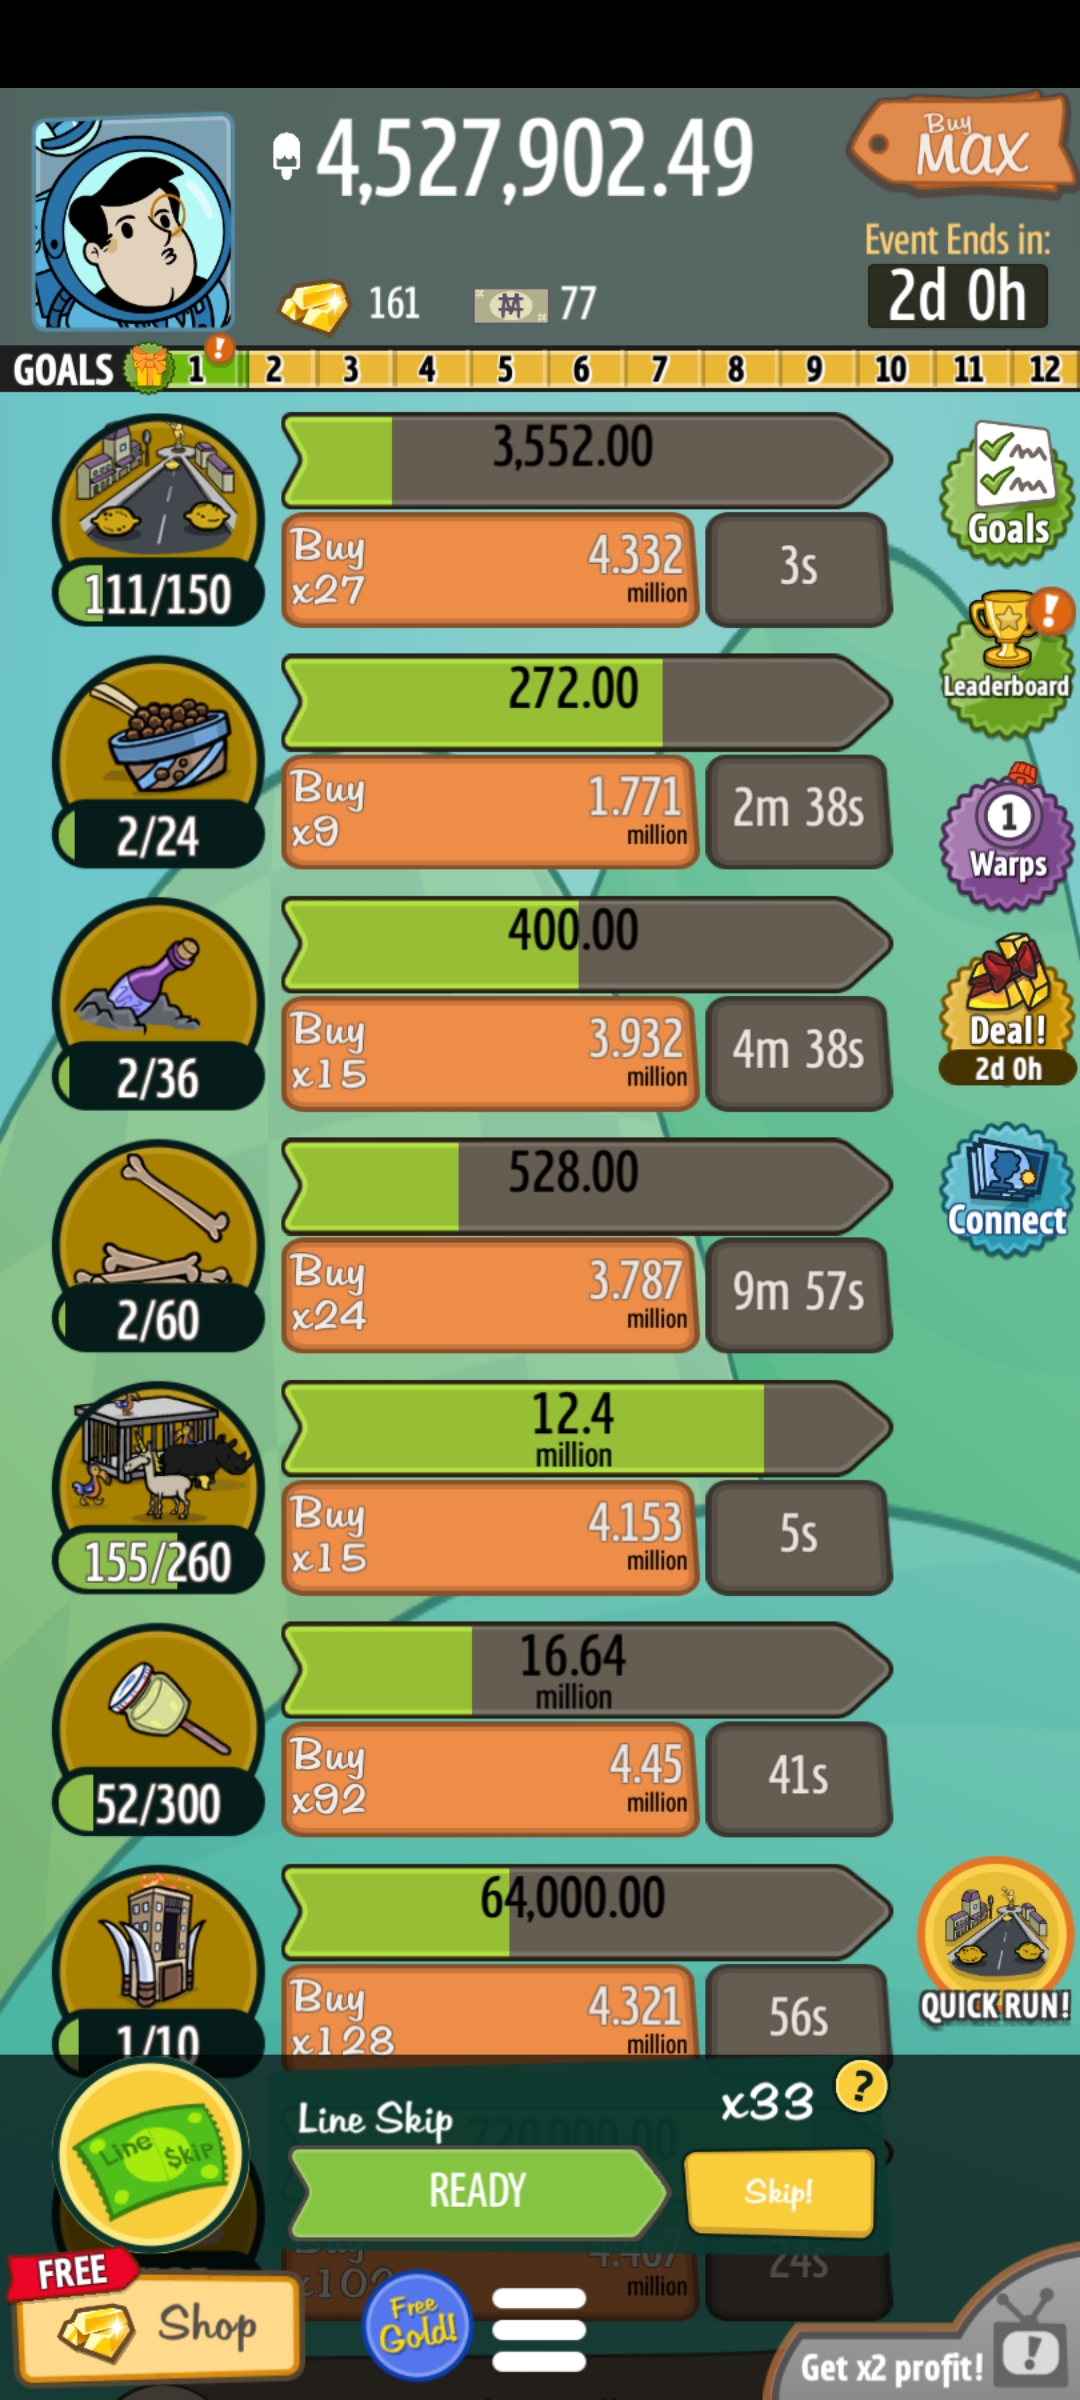 4,527,902.49
Buy
MAX
Event Ends in:
2d 0h
161
77
GOALS 1 ! 2 3 4 5 6 7 8 9 10 11 12
3,552.00
111/150
Buy
x27
4.332
million
3s
Goals
272.00
2/24
Buy
x9
1.771
million
2m 38s
!
Leaderboard
1
Warps
400.00
2/36
Buy
x15
3.932
million
4m 38s
Deal!
2d 0h
528.00
2/60
Buy
x24
3.787
million
9m 57s
Connect
12.4
million
155/260
Buy
x15
4.153
million
5s
16.64
million
52/300
Buy
x92
4.45
million
41s
64,000.00
1/10
Buy
x128
4.321
million
56s
QUICK RUN!
Line Skip
x33
?
720,000.00
Line $kip
READY
Skip!
Buy
million
24s
FREE
Shop
Free
Gold!
Get x2 profit!
!